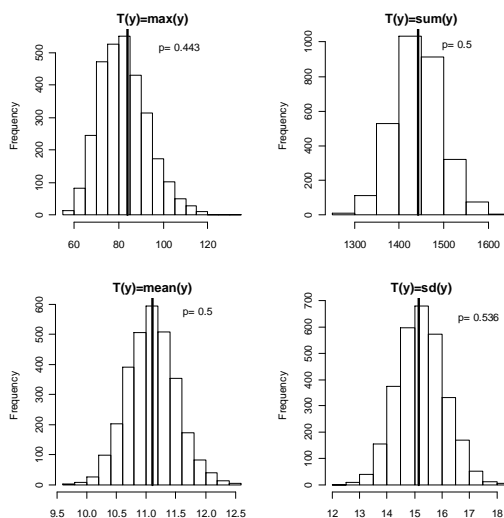 T(y)=max(y)
p= 0.443
Frequency
0 100 200 300 400 500
60 80 100 120
T(y)=sum(y)
p= 0.5
Frequency
0 200 400 600 800 1000
1300 1400 1500 1600
T(y)=mean(y)
p= 0.5
Frequency
0 100 200 300 400 500 600
9.5 10.0 10.5 11.0 11.5 12.0 12.5
T(y)=sd(y)
p= 0.536
Frequency
0 100 200 300 400 500 600 700
12 13 14 15 16 17 18